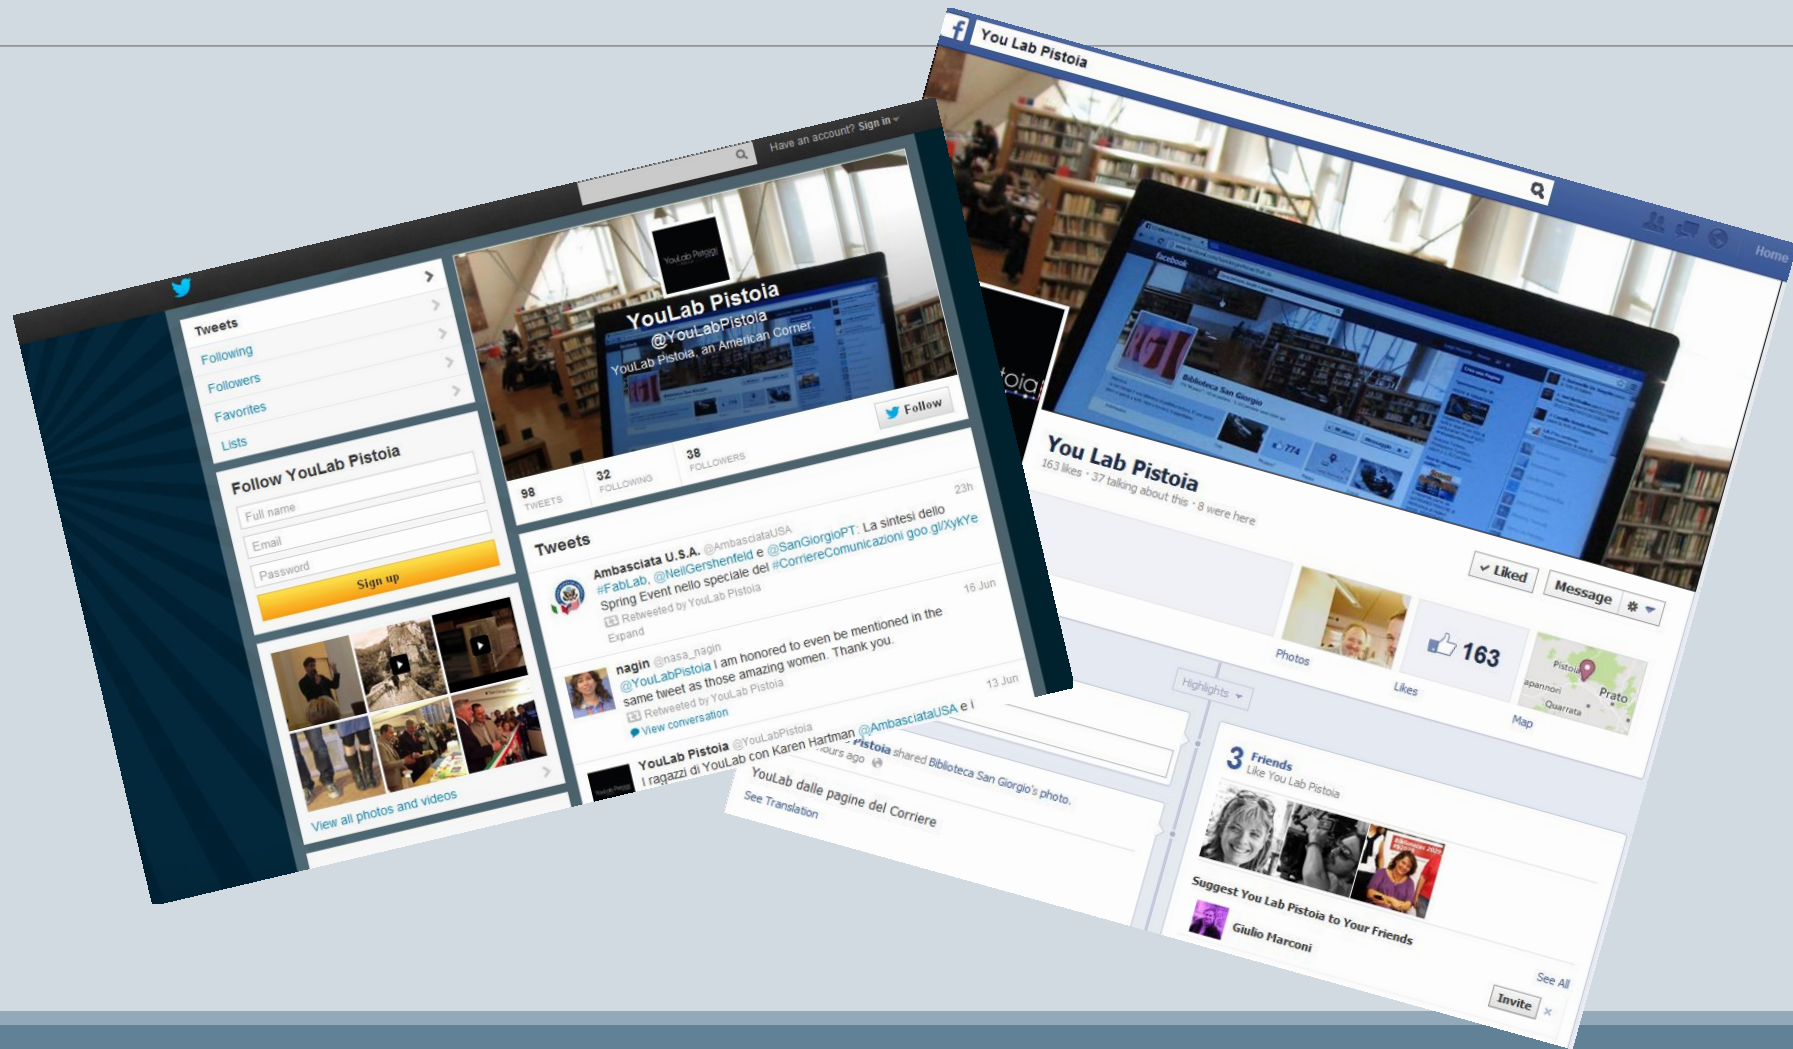 Have an account? Sign in
Tweets
Following
Followers
Favorites
Lists
Follow YouLab Pistoia
Full name
Email
Password
Sign up
View all photos and videos
YouLab Pistoia
@YouLabPistoia
YouLab Pistoia, an American Corner.
98
TWEETS
32
FOLLOWING
38
FOLLOWERS
Follow
Tweets
23h
Ambasciata U.S.A. @AmbasciataUSA
#FabLab, @NeilGershenfeld e @SanGiorgioPT: La sintesi dello
Spring Event nello speciale del #CorriereComunicazioni goo.gl/XykYe
Retweeted by YouLab Pistoia
Expand
16 Jun
nagin @nasa_nagin
@YouLabPistoia I am honored to even be mentioned in the
same tweet as those amazing women. Thank you.
Retweeted by YouLab Pistoia
View conversation
13 Jun
YouLab Pistoia @YouLabPistoia
I ragazzi di YouLab con Karen Hartman @AmbasciataUSA e i
You Lab Pistoia
Home
facebook
Biblioteca San Giorgio
774
You Lab Pistoia
163 likes · 37 talking about this · 8 were here
Liked
Message
Photos
163
Likes
Pistoia
Prato
Quarrata
Map
Highlights
Pistoia shared Biblioteca San Giorgio's photo.
hours ago
YouLab dalle pagine del Corriere
See Translation
3 Friends
Like You Lab Pistoia
Suggest You Lab Pistoia to Your Friends
Giulio Marconi
See All
Invite